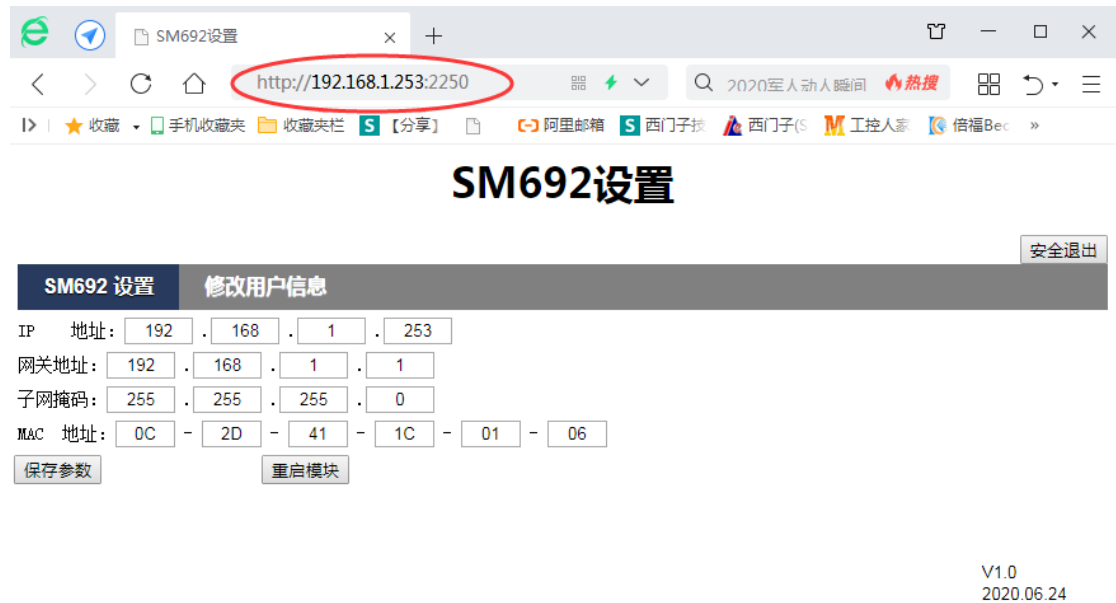 SM692设置
http://192.168.1.253:2250
2020军人动人瞬间 热搜
收藏 手机收藏夹 收藏夹栏 S 【分享】 阿里邮箱 S 西门子技 西门子(S 工控人家 倍福Bec »
SM692设置
安全退出
SM692 设置 修改用户信息
IP 地址: 192 . 168 . 1 . 253
网关地址: 192 . 168 . 1 . 1
子网掩码: 255 . 255 . 255 . 0
MAC 地址: 0C - 2D - 41 - 1C - 01 - 06
保存参数 重启模块
V1.0
2020.06.24